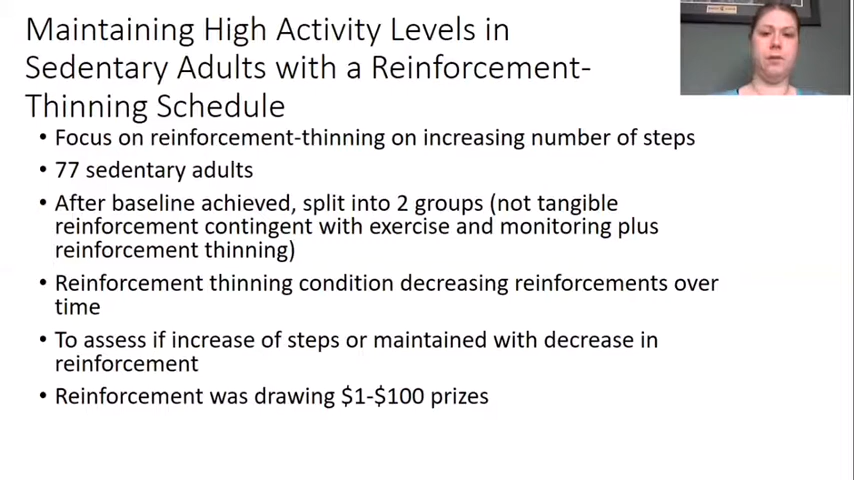 Maintaining High Activity Levels in
Sedentary Adults with a Reinforcement-
Thinning Schedule
• Focus on reinforcement-thinning on increasing number of steps
• 77 sedentary adults
• After baseline achieved, split into 2 groups (not tangible
reinforcement contingent with exercise and monitoring plus
reinforcement thinning)
• Reinforcement thinning condition decreasing reinforcements over
time
• To assess if increase of steps or maintained with decrease in
reinforcement
• Reinforcement was drawing $1-$100 prizes